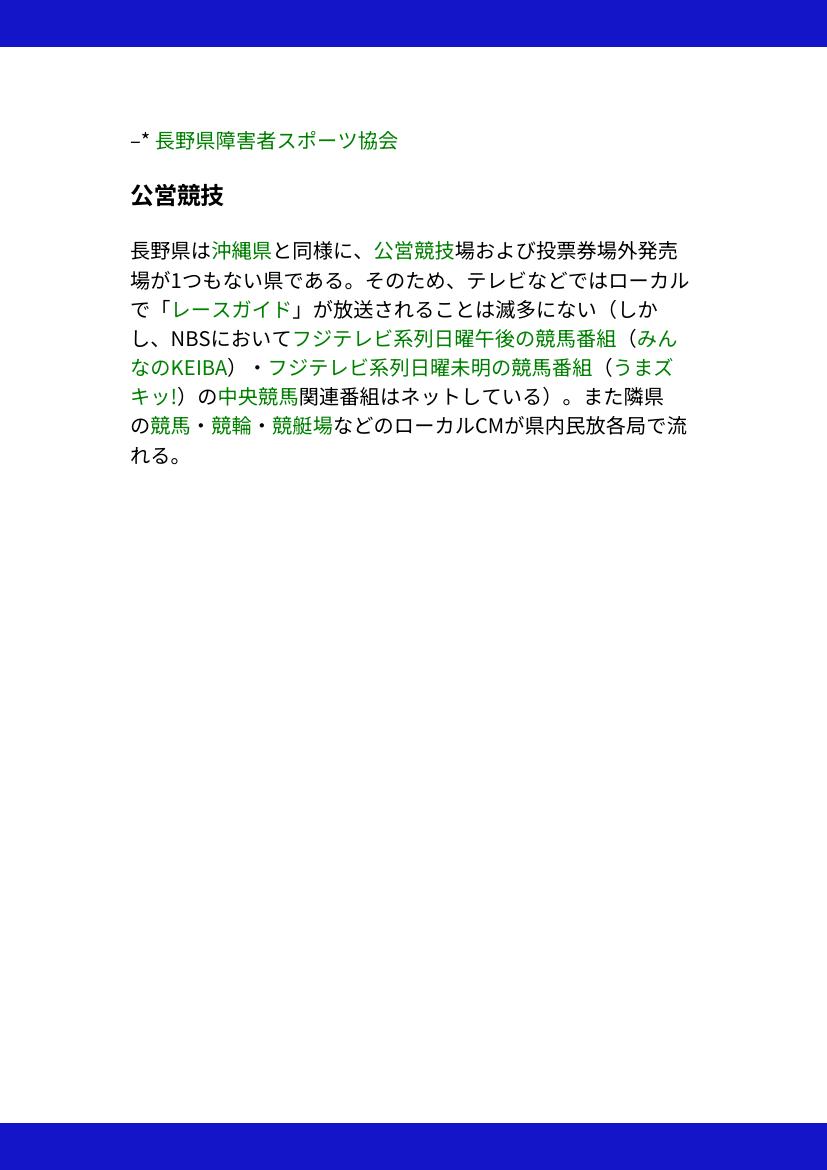 –* 長野県障害者スポーツ協会
公営競技
長野県は沖縄県と同様に、公営競技場および投票券場外発売
場が1つもない県である。そのため、テレビなどではローカル
で「レースガイド」が放送されることは滅多にない（しか
し、NBSにおいてフジテレビ系列日曜午後の競馬番組（みん
なのKEIBA）・フジテレビ系列日曜未明の競馬番組（うまズ
キッ!）の中央競馬関連番組はネットしている）。また隣県
の競馬・競輪・競艇場などのローカルCMが県内民放各局で流
れる。